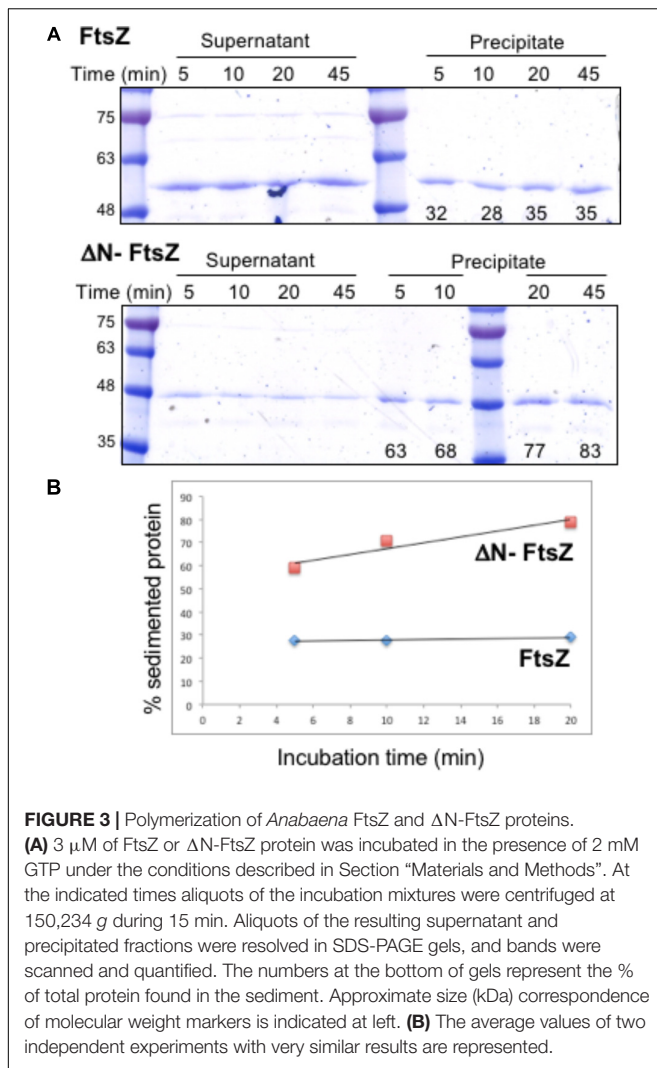 A FtsZ
Supernatant Precipitate
Time (min) 5 10 20 45 5 10 20 45
75
63
48
32 28 35 35
ΔN- FtsZ
Supernatant Precipitate
Time (min) 5 10 20 45 5 10 20 45
75
63
48
35
63 68 77 83
B
90
80
70
60
50
40
30
20
10
0
% sedimented protein
ΔN- FtsZ
FtsZ
0 2 4 6 8 10 12 14 16 18 20
Incubation time (min)
FIGURE 3 | Polymerization of Anabaena FtsZ and ΔN-FtsZ proteins.
(A) 3 μM of FtsZ or ΔN-FtsZ protein was incubated in the presence of 2 mM
GTP under the conditions described in Section “Materials and Methods”. At
the indicated times aliquots of the incubation mixtures were centrifuged at
150,234 g during 15 min. Aliquots of the resulting supernatant and
precipitated fractions were resolved in SDS-PAGE gels, and bands were
scanned and quantified. The numbers at the bottom of gels represent the %
of total protein found in the sediment. Approximate size (kDa) correspondence
of molecular weight markers is indicated at left. (B) The average values of two
independent experiments with very similar results are represented.